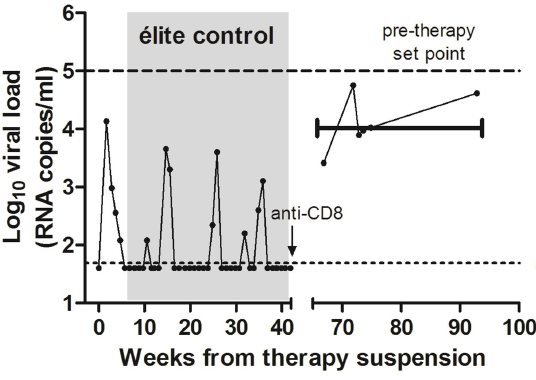 élite control
pre-therapy
set point
anti-CD8
Log10 viral load
(RNA copies/ml)
6
5
4
3
2
1
0 10 20 30 40 70 80 90 100
Weeks from therapy suspension